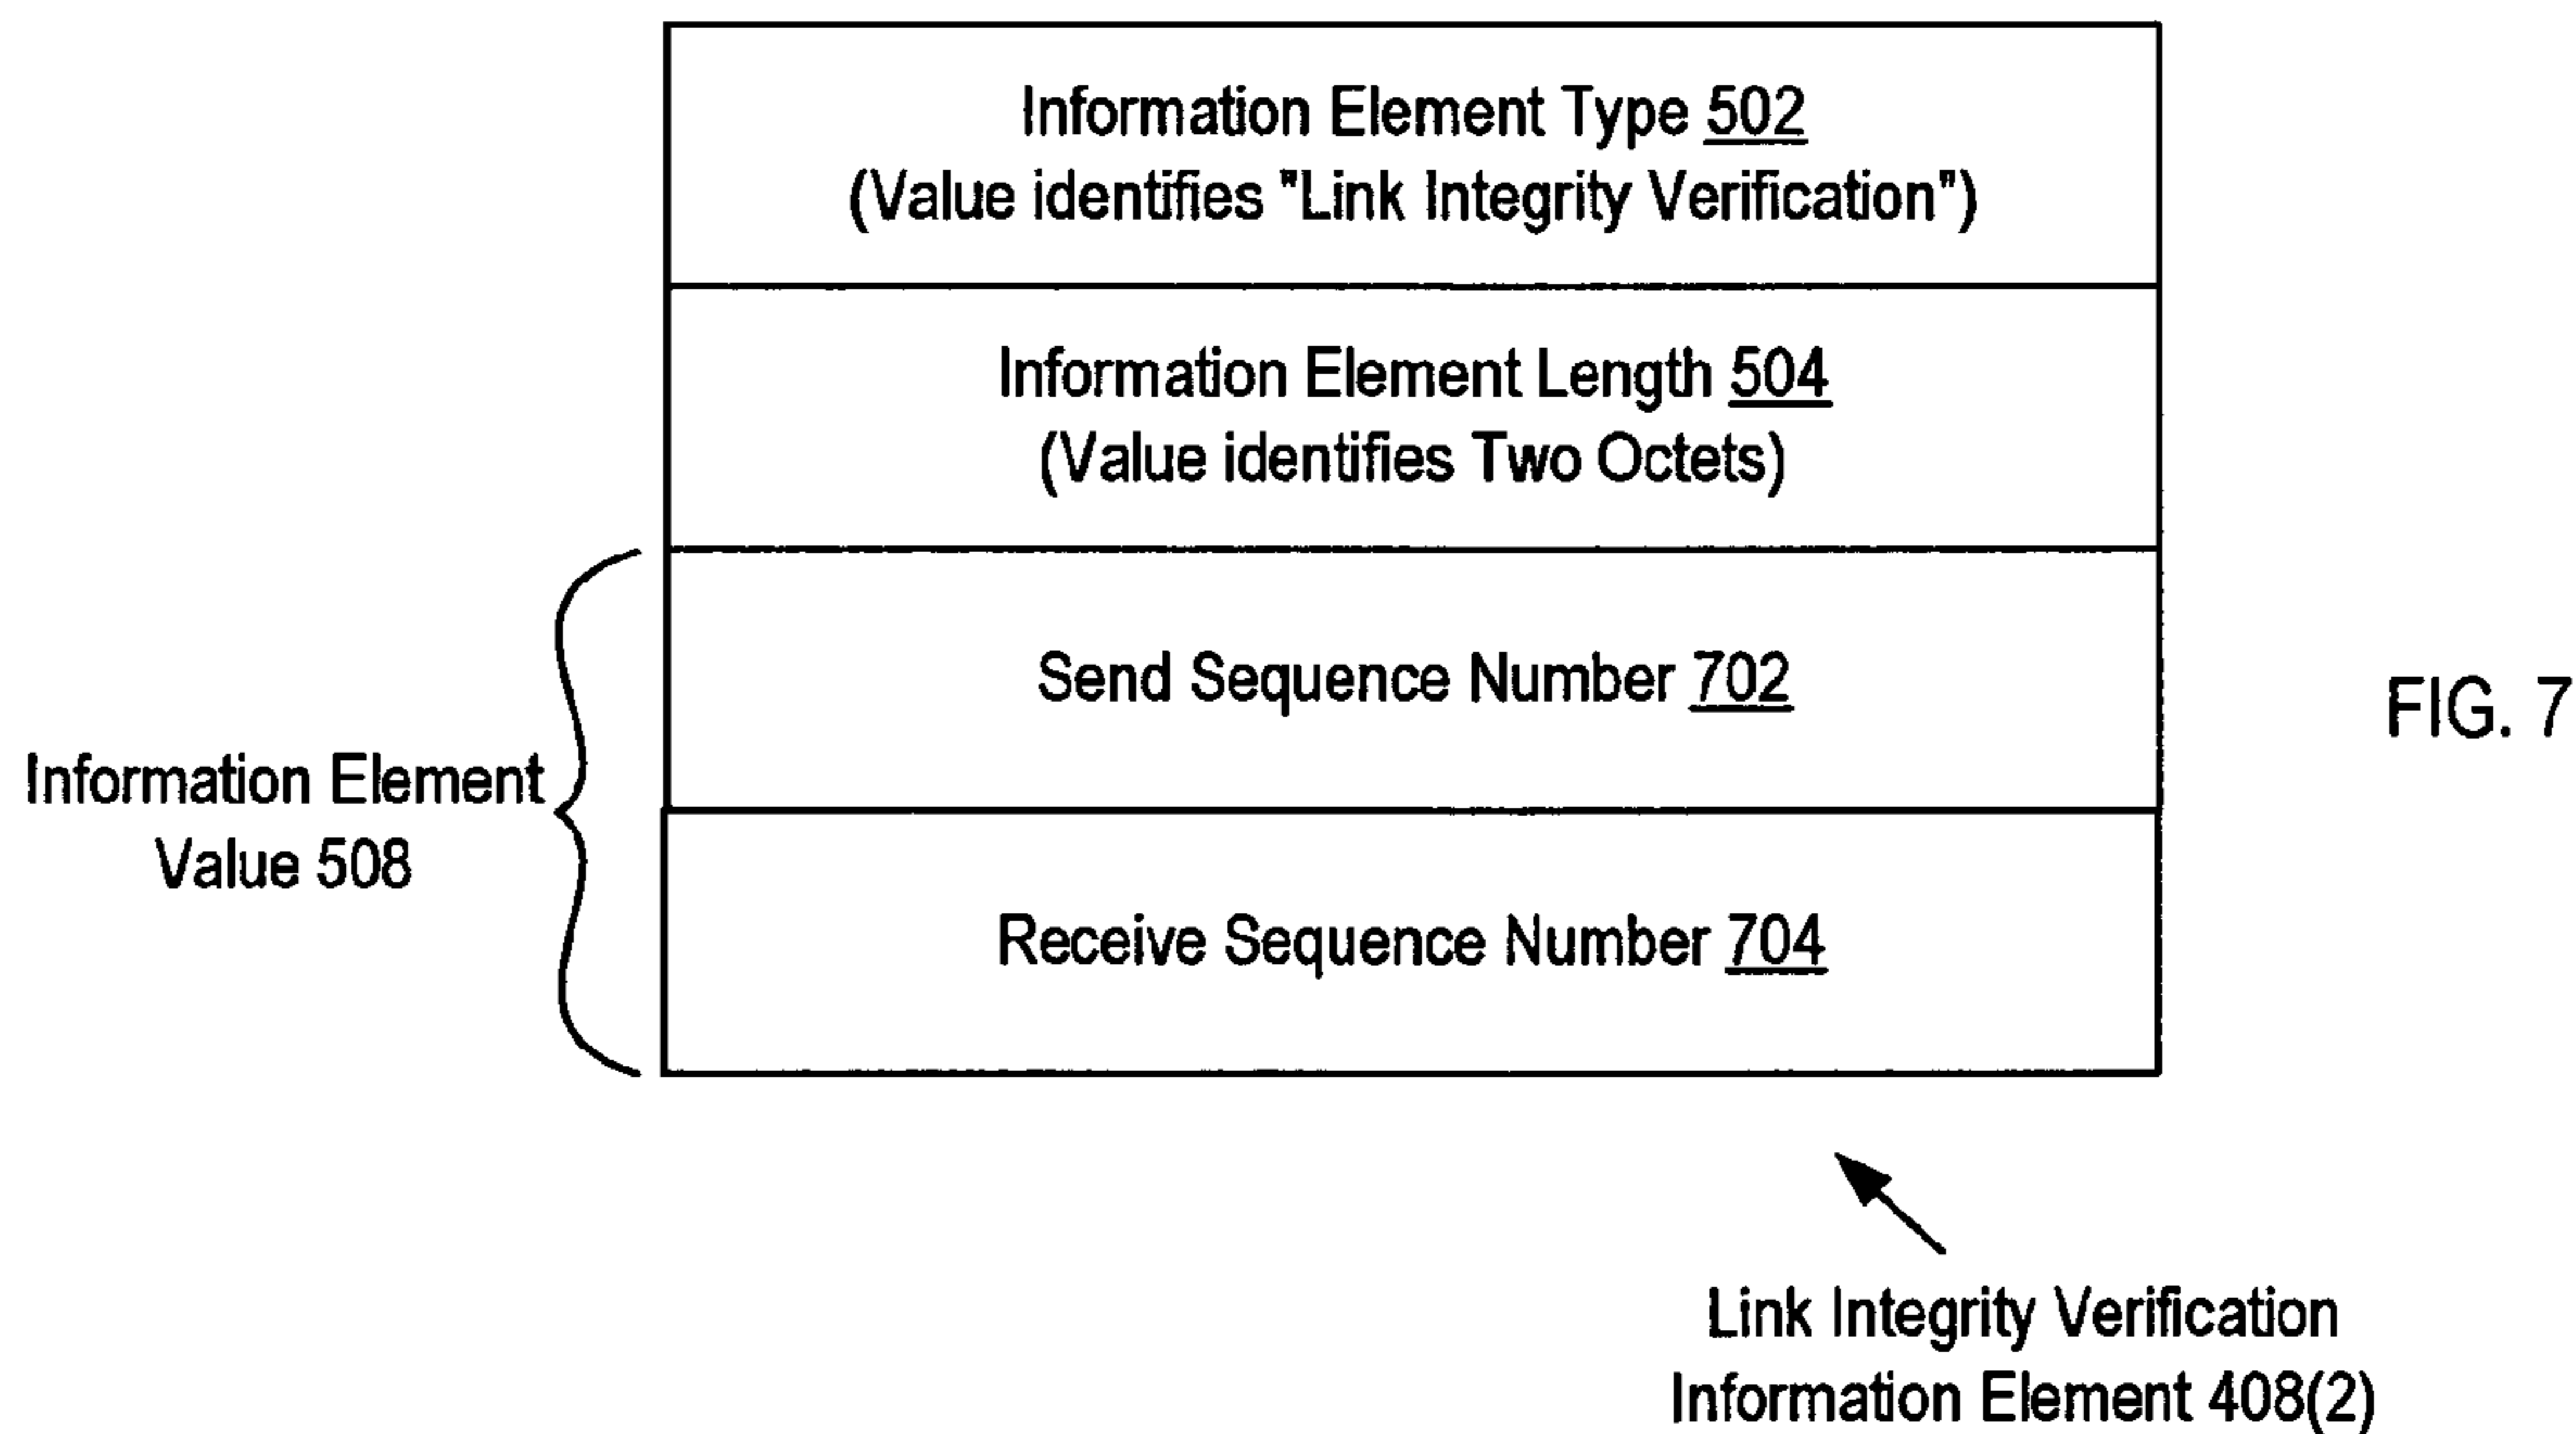 Information Element Type 502
(Value identifies "Link Integrity Verification")
Information Element Length 504
(Value identifies Two Octets)
Send Sequence Number 702
Receive Sequence Number 704
Information Element
Value 508
FIG. 7
Link Integrity Verification
Information Element 408(2)